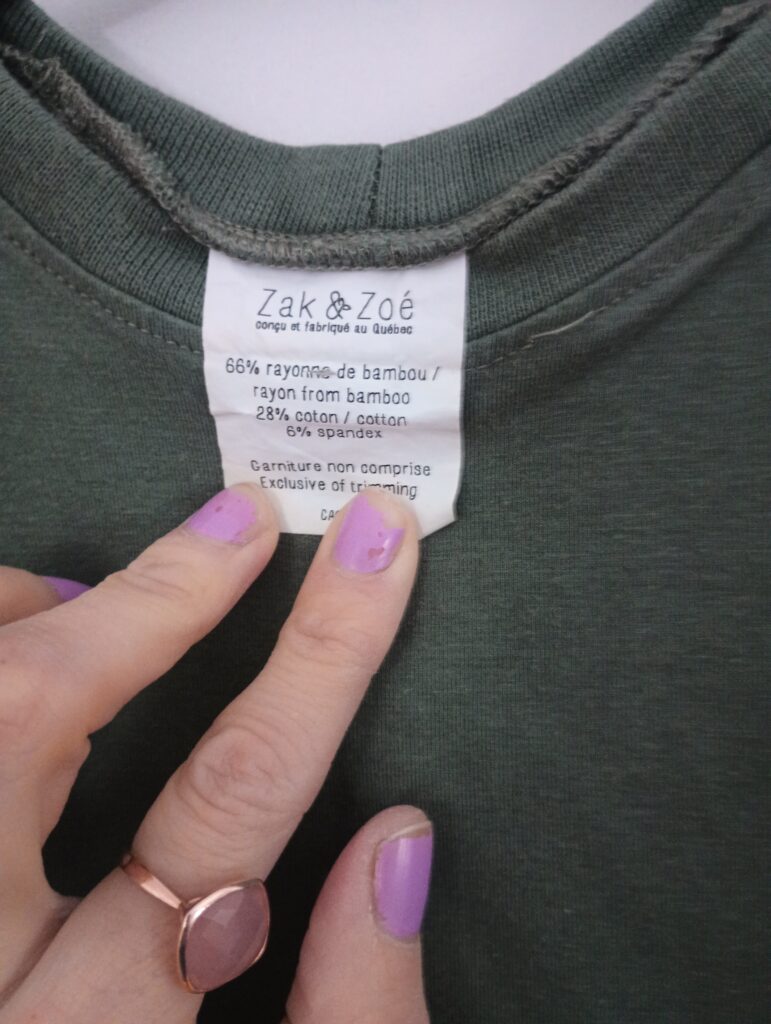 Zak & Zoé
conçu et fabriqué au Québec
66% rayonne de bambou /
rayon from bamboo
28% coton / cotton
6% spandex
Garniture non comprise
Exclusive of trimming